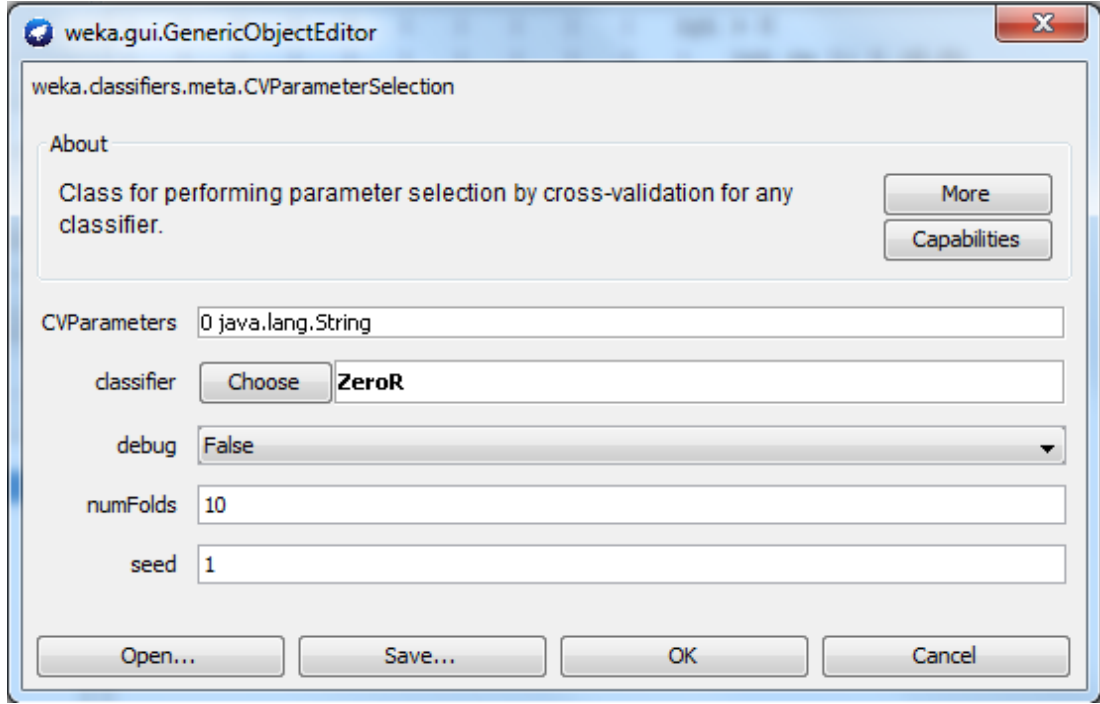 weka.gui.GenericObjectEditor
weka.classifiers.meta.CVParameterSelection
About
Class for performing parameter selection by cross-validation for any
classifier.
More
Capabilities
CVParameters 0 java.lang.String
classifier Choose ZeroR
debug False
numFolds 10
seed 1
Open... Save... OK Cancel